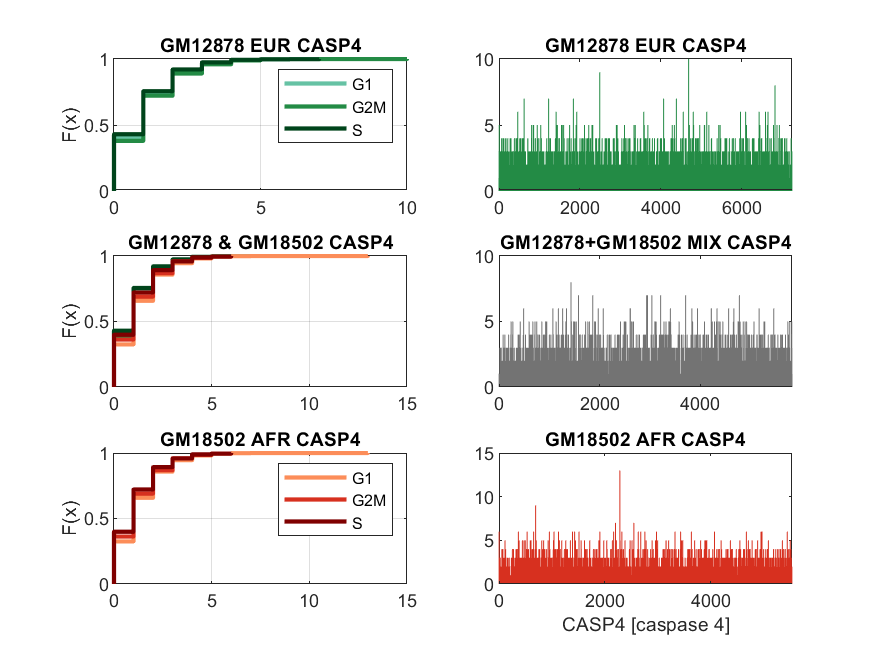 GM12878 EUR CASP4
F(x)
1
0.5
0
0
5
10
G1
G2M
S
GM12878 EUR CASP4
10
5
0
0
2000
4000
6000
GM12878 & GM18502 CASP4
F(x)
1
0.5
0
0
5
10
15
GM12878+GM18502 MIX CASP4
10
5
0
0
2000
4000
GM18502 AFR CASP4
F(x)
1
0.5
0
0
5
10
15
G1
G2M
S
GM18502 AFR CASP4
15
10
5
0
0
2000
4000
CASP4 [caspase 4]